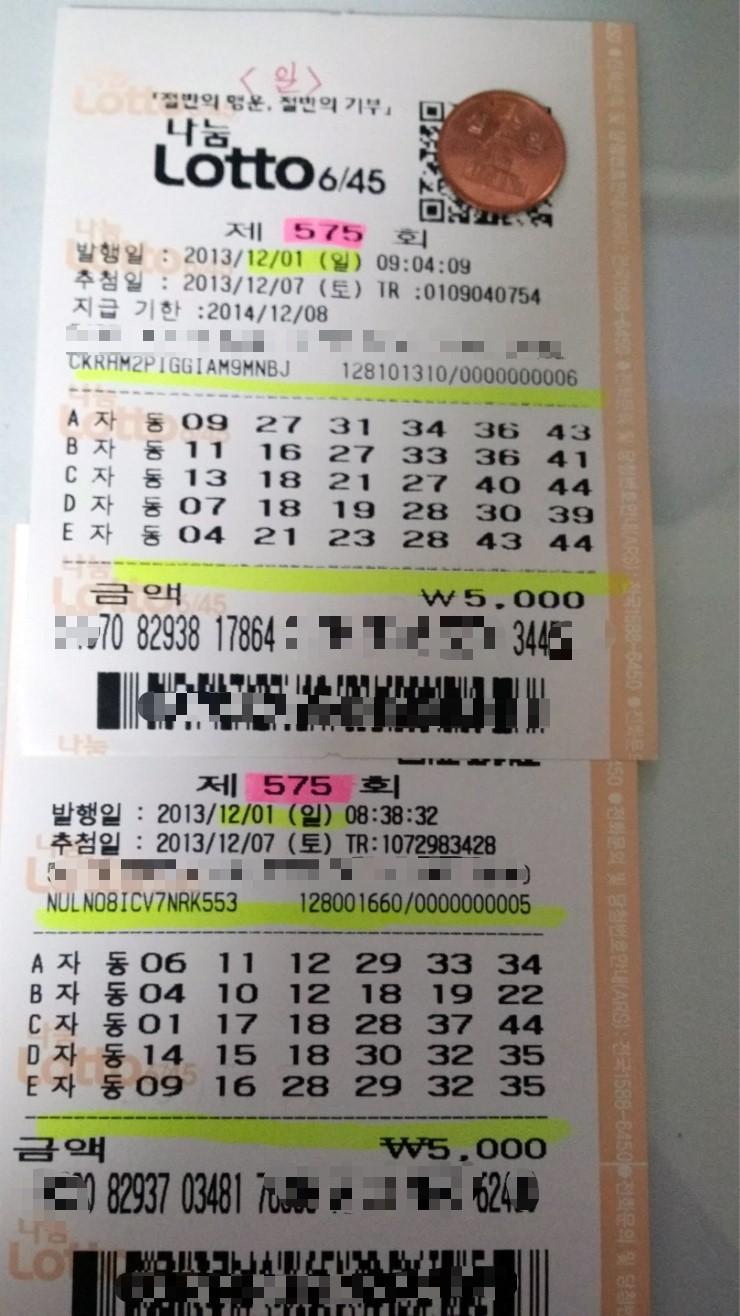 <일>
「절반의 행운, 절반의 기부」
나눔
Lotto 6/45
제 575 회
발행일 : 2013/12/01 (일) 09:04:09
추첨일 : 2013/12/07 (토) TR :0109040754
지급 기한 :2014/12/08
CKRHM2PIGGIAM9MNBJ 128101310/0000000006
A 자 동 09 27 31 34 36 43
B 자 동 11 16 27 33 36 41
C 자 동 13 18 21 27 40 44
D 자 동 07 18 19 28 30 39
E 자 동 04 21 23 28 43 44
금액 ₩5,000
70 82938 17864 344
제 575 회
발행일 : 2013/12/01 (일) 08:38:32
추첨일 : 2013/12/07 (토) TR:1072983428
NULNO8ICV7NRK553 128001660/0000000005
A 자 동 06 11 12 29 33 34
B 자 동 04 10 12 18 19 22
C 자 동 01 17 18 28 37 44
D 자 동 14 15 18 30 32 35
E 자 동 09 16 28 29 32 35
금액 ₩5,000
82937 03481